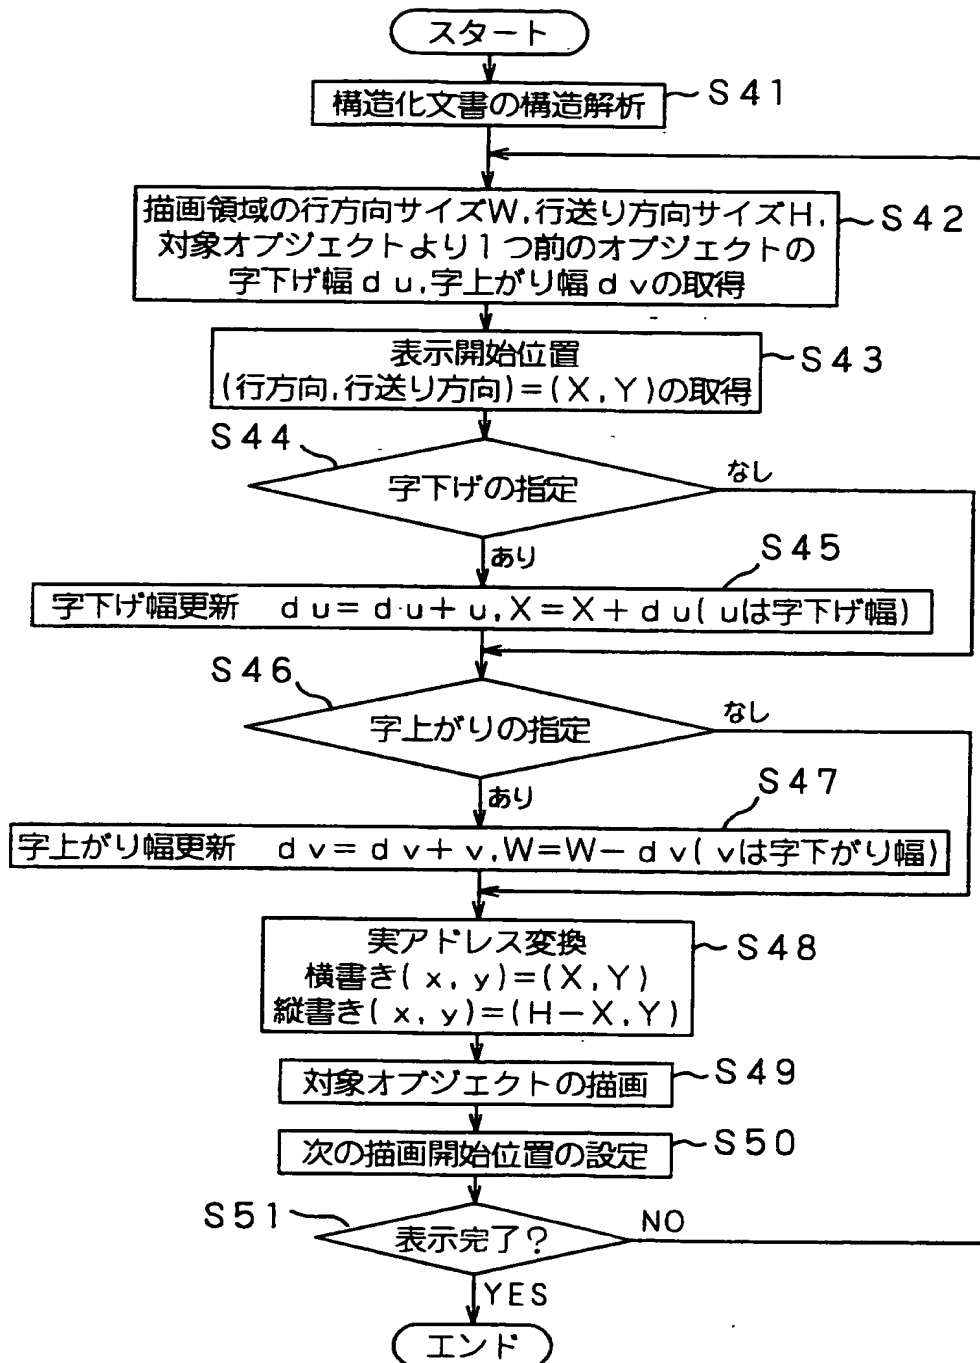 スタート
構造化文書の構造解析
S41
描画領域の行方向サイズW,行送り方向サイズH,
対象オブジェクトより1つ前のオブジェクトの
字下げ幅du,字上がり幅dvの取得
S42
表示開始位置
(行方向,行送り方向)=(X,Y)の取得
S43
S44
字下げの指定
なし
あり
S45
字下げ幅更新 du=du+u,X=X+du(uは字下げ幅)
S46
字上がりの指定
なし
あり
S47
字上がり幅更新 dv=dv+v,W=W-dv(vは字下がり幅)
実アドレス変換
横書き(x,y)=(X,Y)
縦書き(x,y)=(H-X,Y)
S48
対象オブジェクトの描画
S49
次の描画開始位置の設定
S50
S51
表示完了?
NO
YES
エンド